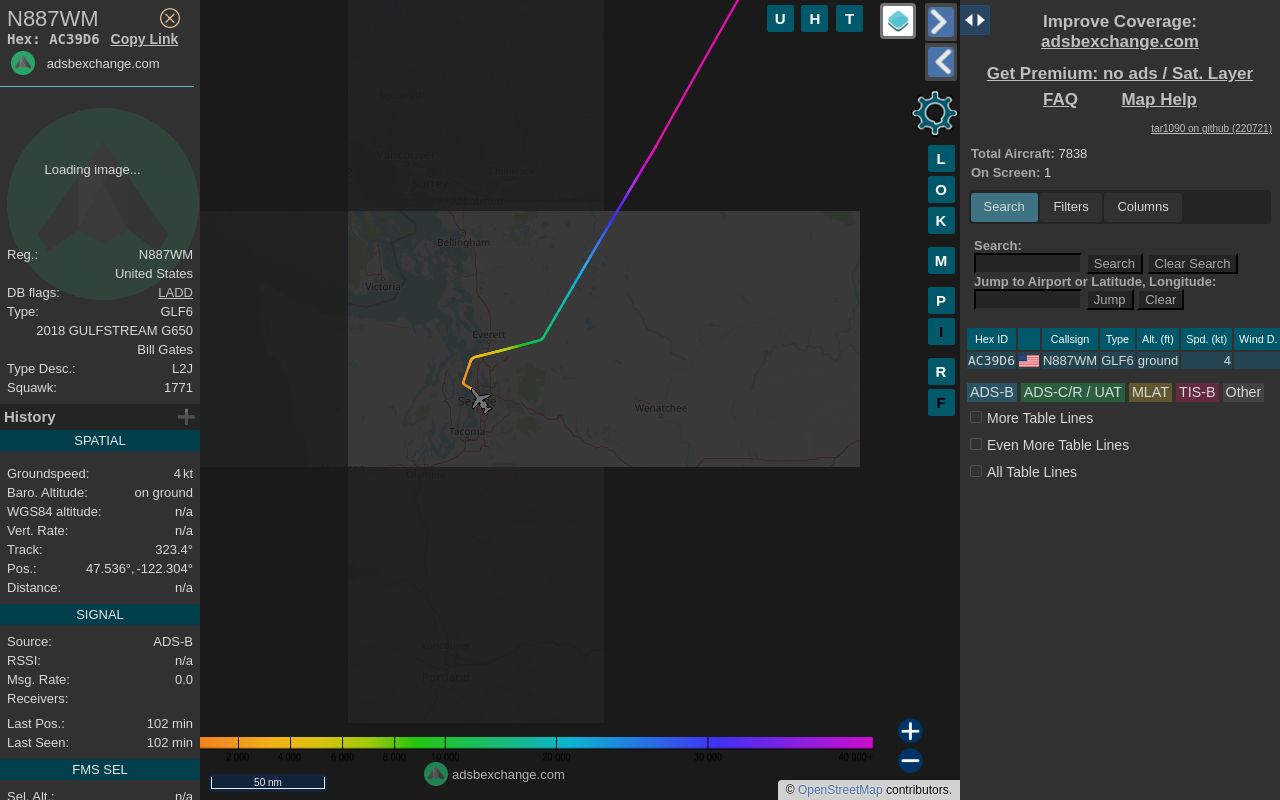 N887WM
Hex: AC39D6 Copy Link
adsbexchange.com
Loading image...
Reg.: N887WM
United States
DB flags: LADD
Type: GLF6
2018 GULFSTREAM G650
Bill Gates
Type Desc.: L2J
Squawk: 1771
History
SPATIAL
Groundspeed: 4 kt
Baro. Altitude: on ground
WGS84 altitude: n/a
Vert. Rate: n/a
Track: 323.4°
Pos.: 47.536°, -122.304°
Distance: n/a
SIGNAL
Source: ADS-B
RSSI: n/a
Msg. Rate: 0.0
Receivers:
Last Pos.: 102 min
Last Seen: 102 min
FMS SEL
Sel. Alt.: n/a
U H T
Vancouver
Surrey
Bellingham
Victoria
Everett
Seattle
Tacoma
Wenatchee
Olympia
Vancouver
Portland
L
O
K
M
P
I
R
F
2 000 4 000 6 000 8 000 10 000 20 000 30 000 40 000+
adsbexchange.com
50 nm
© OpenStreetMap contributors.
Improve Coverage:
adsbexchange.com
Get Premium: no ads / Sat. Layer
FAQ Map Help
tar1090 on github (220721)
Total Aircraft: 7838
On Screen: 1
Search Filters Columns
Search:
Search Clear Search
Jump to Airport or Latitude, Longitude:
Jump Clear
Hex ID Callsign Type Alt. (ft) Spd. (kt) Wind D.
AC39D6 N887WM GLF6 ground 4
ADS-B ADS-C/R / UAT MLAT TIS-B Other
More Table Lines
Even More Table Lines
All Table Lines